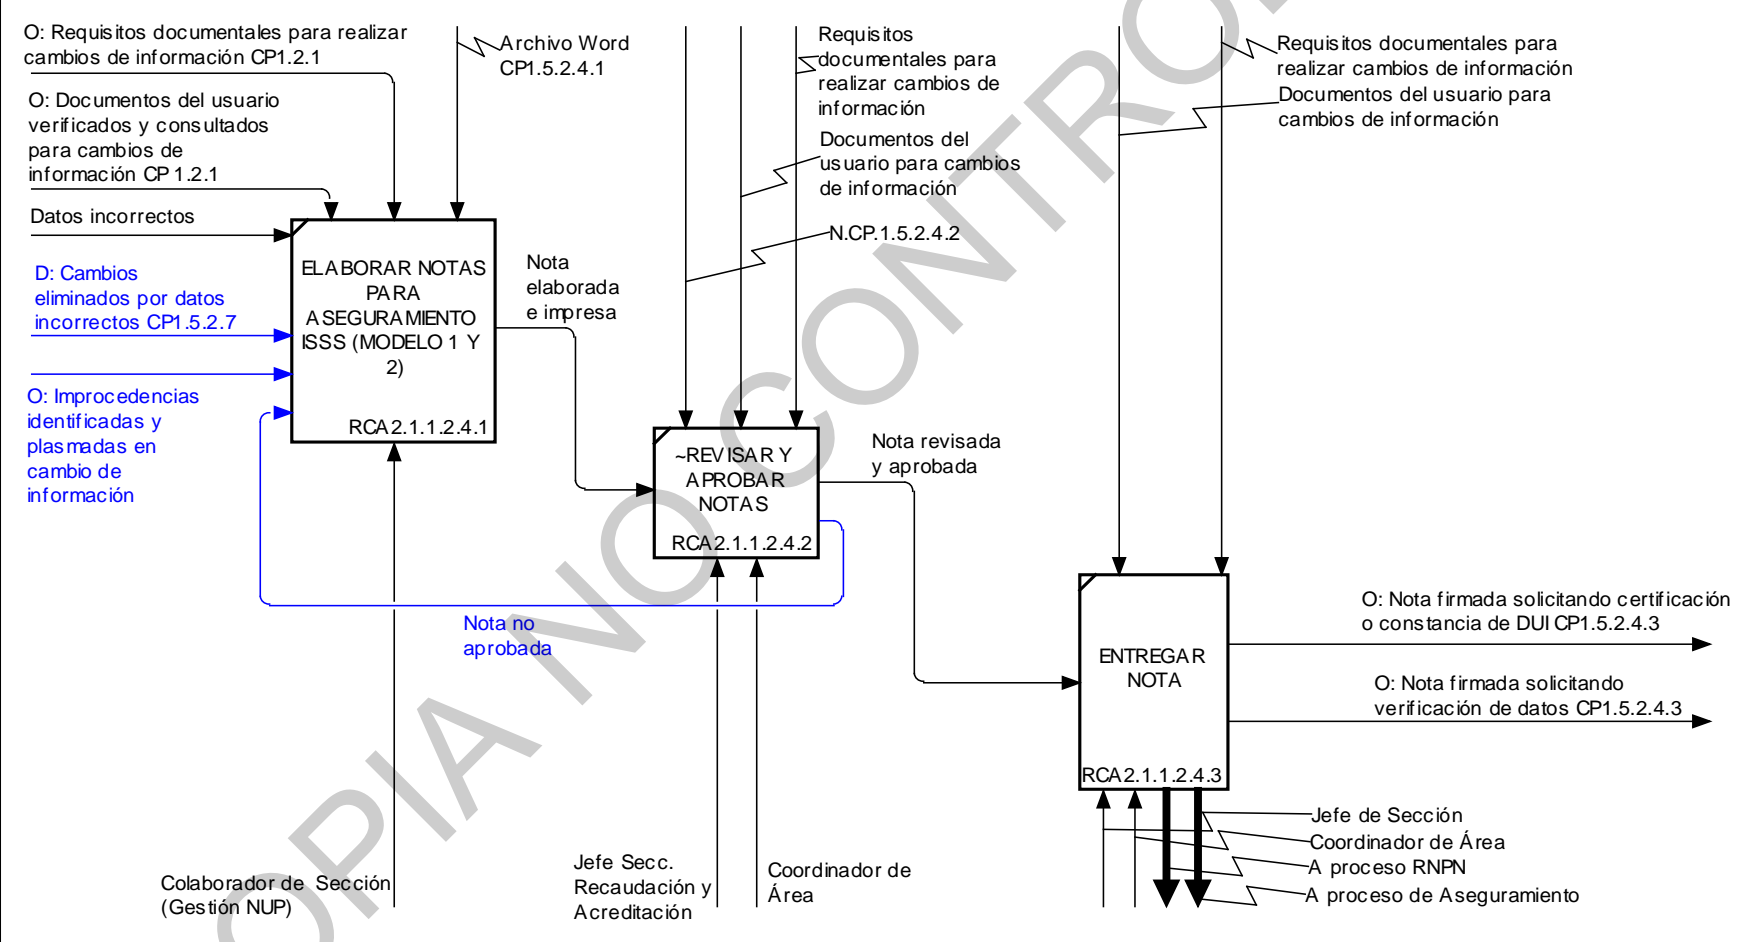 O: Requisitos documentales para realizar
cambios de información CP1.2.1
O: Documentos del usuario
verificados y consultados
para cambios de
información CP 1.2.1
Datos incorrectos
D: Cambios
eliminados por datos
incorrectos CP1.5.2.7
O: Improcedencias
identificadas y
plasmadas en
cambio de
información
Archivo Word
CP1.5.2.4.1
ELABORAR NOTAS
PARA
ASEGURAMIENTO
ISSS (MODELO 1 Y
2)
RCA2.1.1.2.4.1
Nota
elaborada
e impresa
Colaborador de Sección
(Gestión NUP)
Requisitos
documentales para
realizar cambios de
información
Documentos del
usuario para cambios
de información
N.CP.1.5.2.4.2
~REVISAR Y
APROBAR
NOTAS
RCA2.1.1.2.4.2
Nota revisada
y aprobada
Nota no
aprobada
Jefe Secc.
Recaudación y
Acreditación
Coordinador de
Área
Requisitos documentales para
realizar cambios de información
Documentos del usuario para
cambios de información
ENTREGAR
NOTA
RCA2.1.1.2.4.3
O: Nota firmada solicitando certificación
o constancia de DUI CP1.5.2.4.3
O: Nota firmada solicitando
verificación de datos CP1.5.2.4.3
Jefe de Sección
Coordinador de Área
A proceso RNPN
A proceso de Aseguramiento
OPIA NO CONTRO